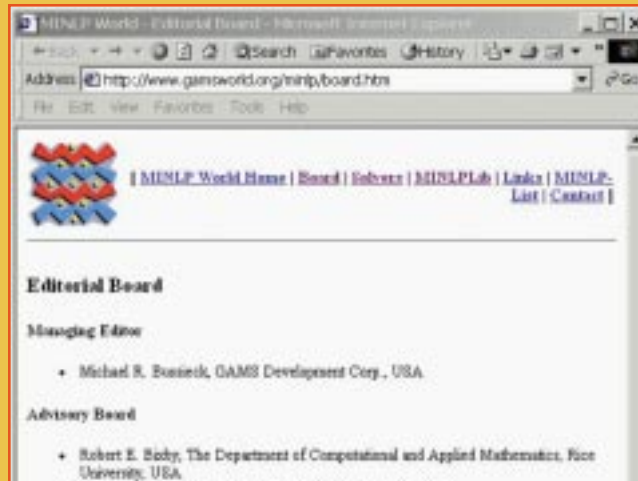 MINLP World - Editorial Board - Microsoft Internet Explorer
Back Search Favorites History
Address http://www.gamsworld.org/minlp/board.htm Go
File Edit View Favorites Tools Help
[ MINLP World Home | Board | Solvers | MINLPLib | Links | MINLP-
List | Contact ]
Editorial Board
Managing Editor
• Michael R. Bussieck, GAMS Development Corp., USA
Advisory Board
• Robert E. Bixby, The Department of Computational and Applied Mathematics, Rice
University, USA